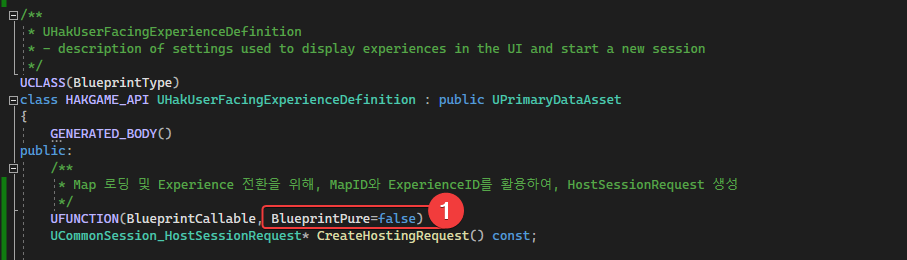 /**
* UHakUserFacingExperienceDefinition
* - description of settings used to display experiences in the UI and start a new session
*/
UCLASS(BlueprintType)
class HAKGAME_API UHakUserFacingExperienceDefinition : public UPrimaryDataAsset
{
GENERATED_BODY()
public:
/**
* Map 로딩 및 Experience 전환을 위해, MapID와 ExperienceID를 활용하여, HostSessionRequest 생성
*/
UFUNCTION(BlueprintCallable, BlueprintPure=false)
1
UCommonSession_HostSessionRequest* CreateHostingRequest() const;